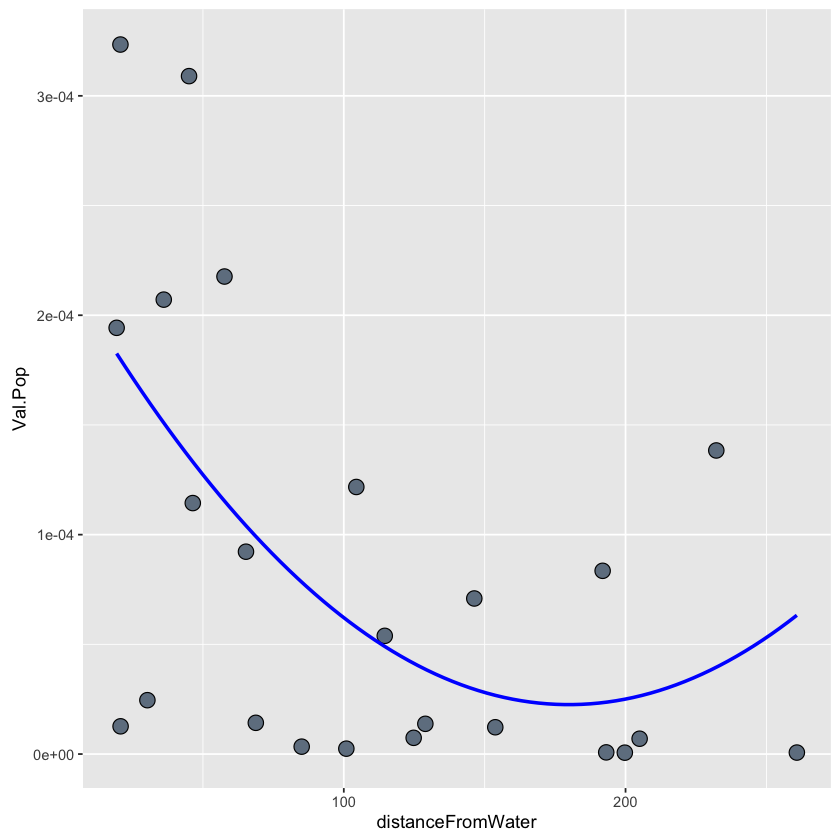 3e-04
2e-04
1e-04
0e+00
Val.Pop
100
200
distanceFromWater